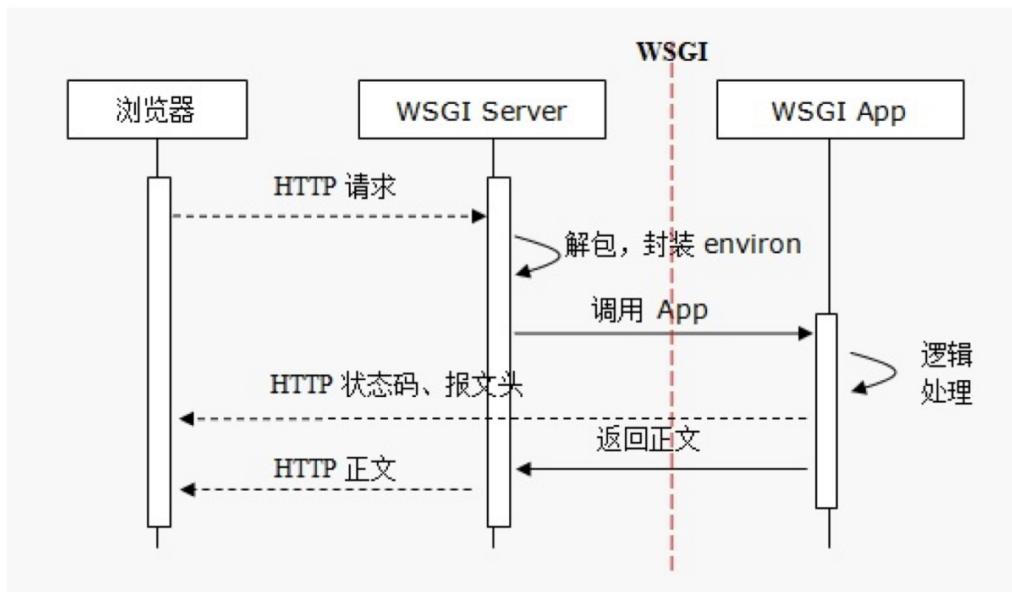 WSGI
浏览器
WSGI Server
WSGI App
HTTP 请求
解包，封装 environ
调用 App
逻辑
处理
HTTP 状态码、报文头
返回正文
HTTP 正文